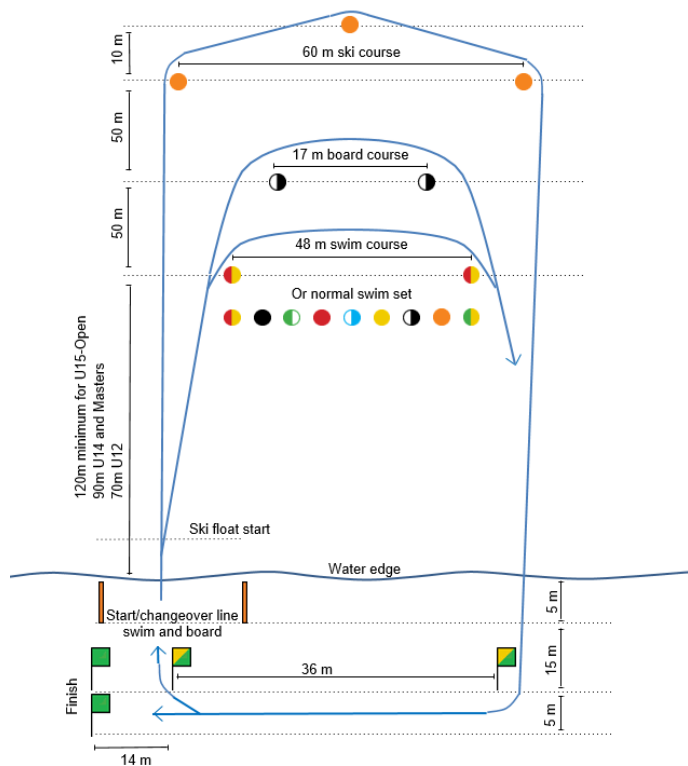 10 m
60 m ski course
50 m
17 m board course
50 m
48 m swim course
Or normal swim set
120m minimum for U15-Open
90m U14 and Masters
70m U12
Ski float start
Water edge
Start/changeover line
swim and board
5 m
15 m
36 m
Finish
5 m
14 m